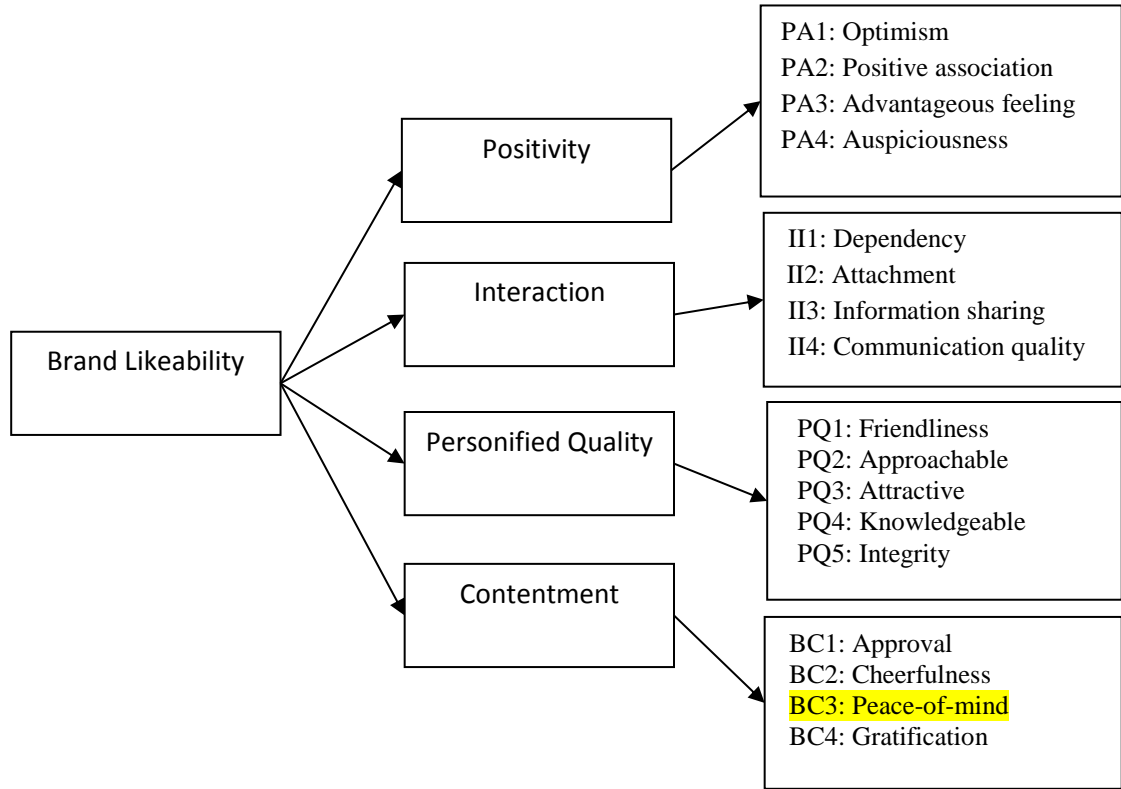 Brand Likeability
Positivity
PA1: Optimism
PA2: Positive association
PA3: Advantageous feeling
PA4: Auspiciousness
Interaction
II1: Dependency
II2: Attachment
II3: Information sharing
II4: Communication quality
Personified Quality
PQ1: Friendliness
PQ2: Approachable
PQ3: Attractive
PQ4: Knowledgeable
PQ5: Integrity
Contentment
BC1: Approval
BC2: Cheerfulness
BC3: Peace-of-mind
BC4: Gratification